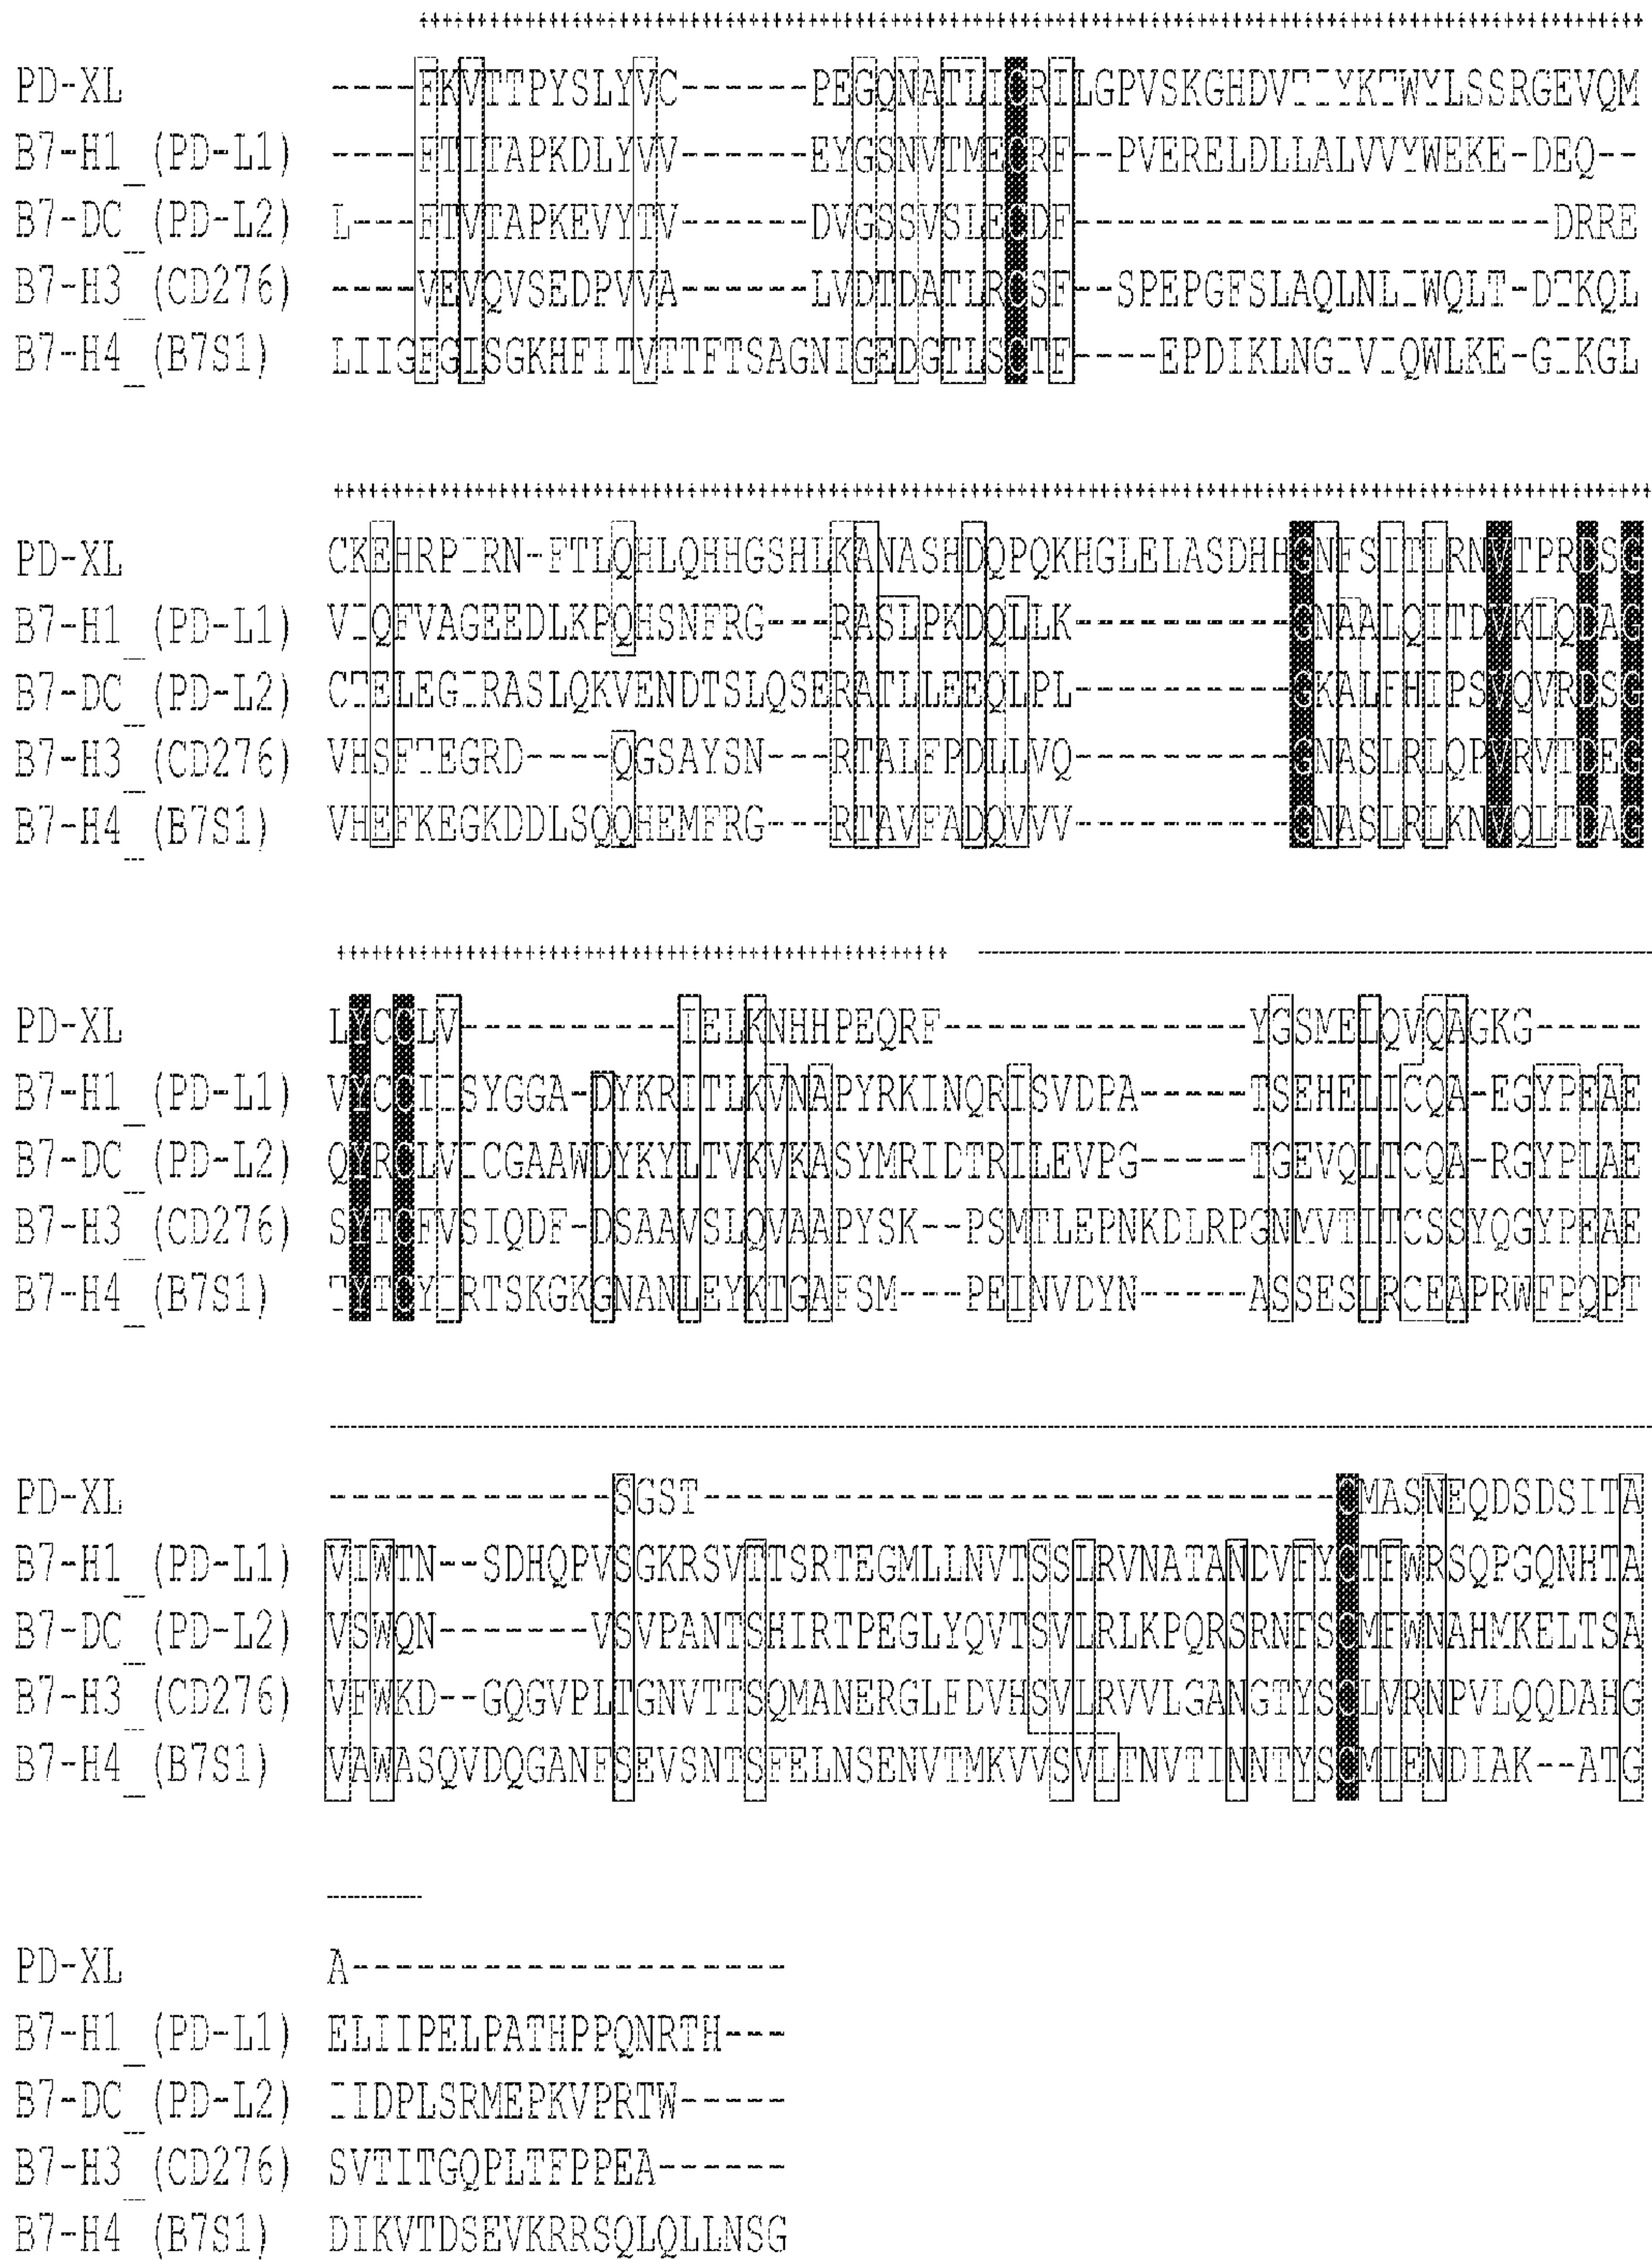 PD-XL ----FKVTTPYSLYVC------PEGQNATLICRILGPVSKGHDVTIYKTWYLSSRGEVQM
B7-H1_(PD-L1) ----FTITAPKDLYVV------EYGSNVTMECRF--PVERELDLLALVVYWEKE-DEQ--
B7-DC_(PD-L2) L---FTVTAPKEVYTV------DVGSSVSLECDF----------------------DRRE
B7-H3_(CD276) ----VEVQVSEDPVVA------LVDTDATLRCSF--SPEPGFSLAQLNLIWQLT-DTKQL
B7-H4_(B7S1) LIIGFGISGKHFITVTTFTSAGNIGEDGTLSCTF----EPDIKLNGIVIQWLKE-GIKGL
PD-XL CKEHRPIRN-FTLQHLQHHGSHLKANASHDQPQKHGLELASDHHGNFSITLRNVTPRDSG
B7-H1_(PD-L1) VIQFVAGEEDLKPQHSNFRG---RASLPKDQLLK----------GNAALQITDVKLQDAG
B7-DC_(PD-L2) CTELEGIRASLQKVENDTSLQSERATLLEEQLPL----------GKALFHIPSVQVRDSG
B7-H3_(CD276) VHSFTEGRD----QGSAYSN---RTALFPDLLVQ----------GNASLRLQPVRVTDEG
B7-H4_(B7S1) VHEFKEGKDDLSQQHEMFRG---RTAVFADQVVV----------GNASLRLKNVQLTDAG
PD-XL LYCCLV----------IELKNHHPEQRF--------------YGSMELQVQAGKG-----
B7-H1_(PD-L1) VYCCIISYGGA-DYKRITLKVNAPYRKINQRISVDPA-----TSEHELICQA-EGYPEAE
B7-DC_(PD-L2) QYRCLVICGAAWDYKYLTVKVKASYMRIDTRILEVPG-----TGEVQLTCQA-RGYPLAE
B7-H3_(CD276) SYTCFVSIQDF-DSAAVSLQVAAPYSK--PSMTLEPNKDLRPGNMVTITCSSYQGYPEAE
B7-H4_(B7S1) TYTCYIRTSKGKGNANLEYKTGAFSM---PEINVDYN-----ASSESLRCEAPRWFPQPT
PD-XL -------------SGST-----------------------------CMASNEQDSDSITA
B7-H1_(PD-L1) VIWTN--SDHQPVSGKRSVTTSRTEGMLLNVTSSLRVNATANDVFYCTFWRSQPGQNHTA
B7-DC_(PD-L2) VSWQN-------VSVPANTSHIRTPEGLYQVTSVLRLKPQRSRNFSCMFWNAHMKELTSA
B7-H3_(CD276) VFWKD--GQGVPLTGNVTTSQMANERGLFDVHSVLRVVLGANGTYSCLVRNPVLQQDAHG
B7-H4_(B7S1) VAWASQVDQGANFSEVSNTSFELNSENVTMKVVSVLTNVTINNTYSCMIENDIAK--ATG
PD-XL A--------------------
B7-H1_(PD-L1) ELIIPELPATHPPQNRTH---
B7-DC_(PD-L2) IIDPLSRMEPKVPRTW-----
B7-H3_(CD276) SVTITGQPLTFPPEA------
B7-H4_(B7S1) DIKVTDSEVKRRSQLQLLNSG